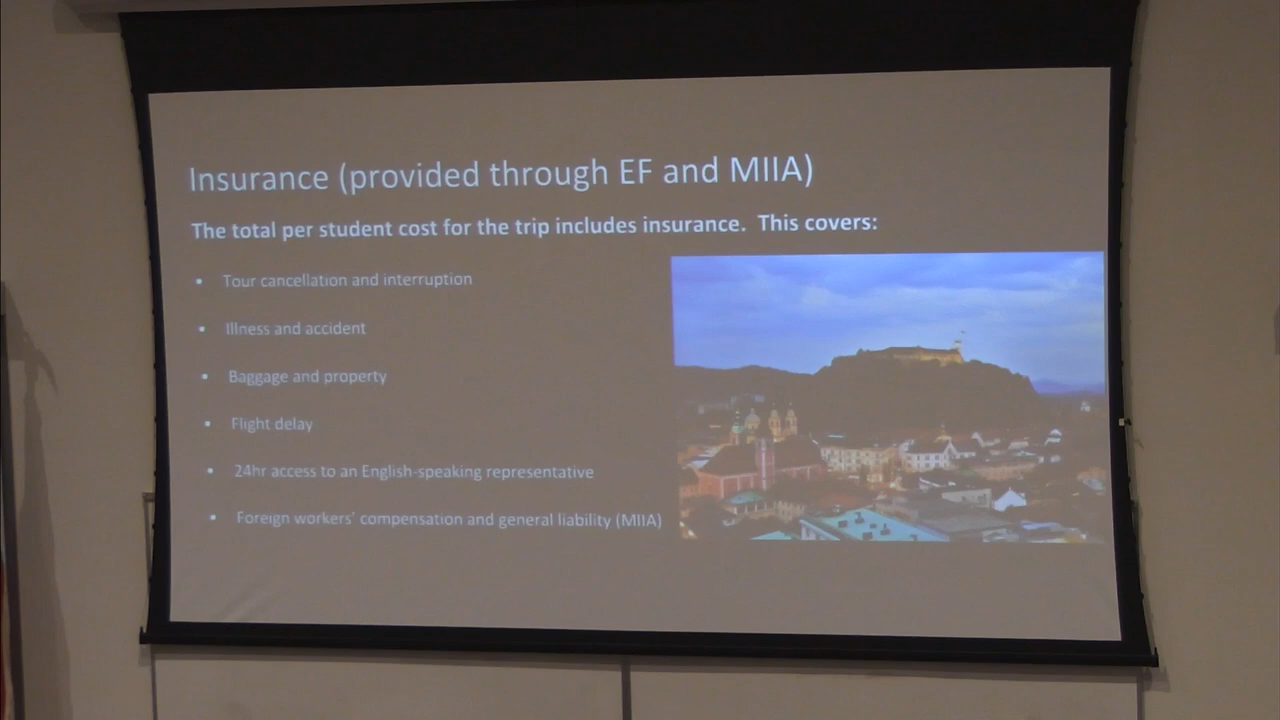 Insurance (provided through EF and MIIA)
The total per student cost for the trip includes insurance. This covers:
• Tour cancellation and interruption
• Illness and accident
• Baggage and property
• Flight delay
• 24hr access to an English-speaking representative
• Foreign workers' compensation and general liability (MIIA)